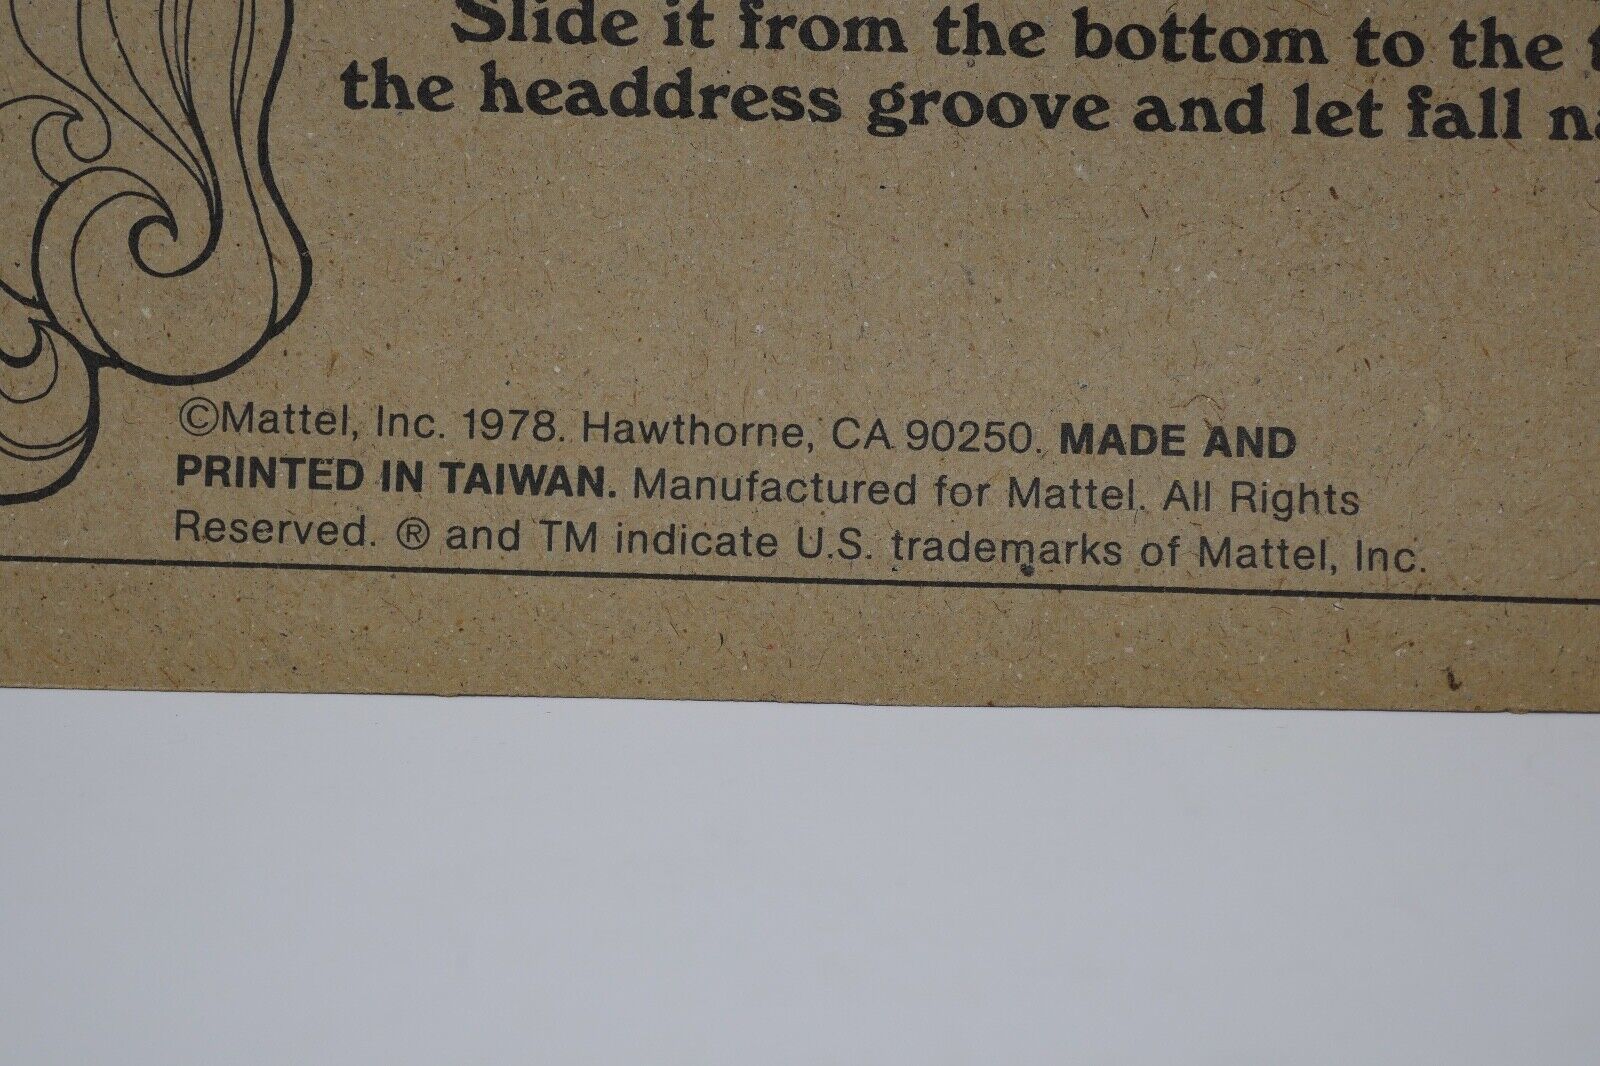 Slide it from the bottom to the
the headdress groove and let fall
©Mattel, Inc. 1978. Hawthorne, CA 90250. MADE AND
PRINTED IN TAIWAN. Manufactured for Mattel. All Rights
Reserved. ® and TM indicate U.S. trademarks of Mattel, Inc.